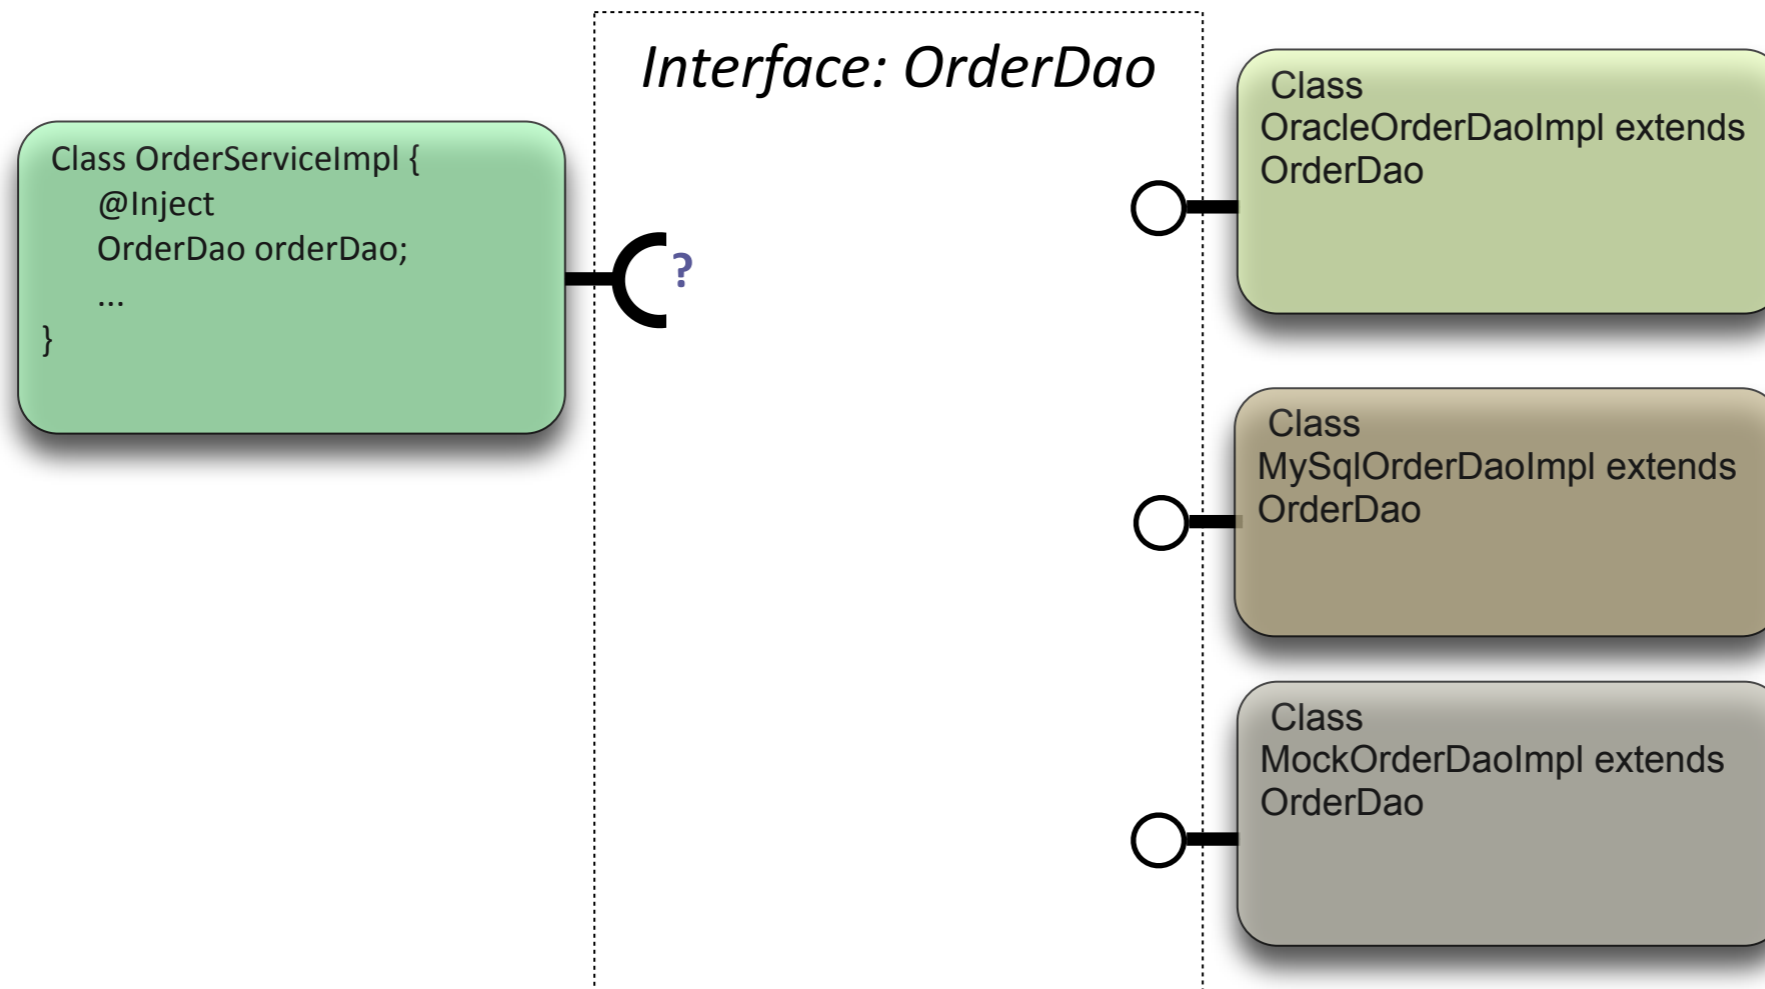 Interface: OrderDao
Class OrderServiceImpl {
@Inject
OrderDao orderDao;
...
}
?
Class
OracleOrderDaoImpl extends
OrderDao
Class
MySqlOrderDaoImpl extends
OrderDao
Class
MockOrderDaoImpl extends
OrderDao